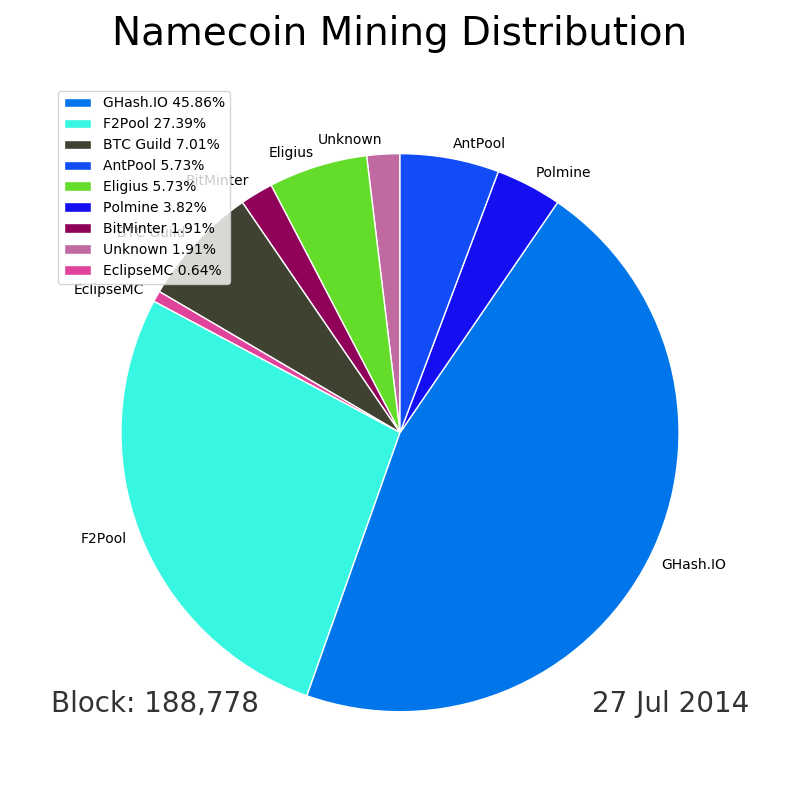 Namecoin Mining Distribution
GHash.IO 45.86%
F2Pool 27.39%
BTC Guild 7.01%
AntPool 5.73%
Eligius 5.73%
Polmine 3.82%
BitMinter 1.91%
Unknown 1.91%
EclipseMC 0.64%
AntPool
Polmine
GHash.IO
F2Pool
EclipseMC
BTC Guild
BitMinter
Eligius
Unknown
Block: 188,778
27 Jul 2014